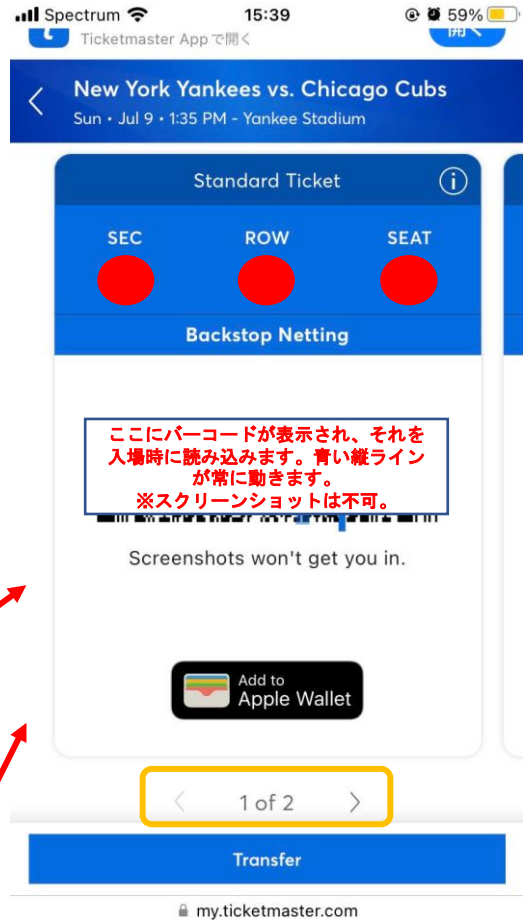 Spectrum 15:39 59%
Ticketmaster App で開く
開く
New York Yankees vs. Chicago Cubs
Sun • Jul 9 • 1:35 PM - Yankee Stadium
Standard Ticket
SEC ROW SEAT
Backstop Netting
ここにバーコードが表示され、それを
入場時に読み込みます。青い縦ライン
が常に動きます。
※スクリーンショットは不可。
Screenshots won't get you in.
Add to
Apple Wallet
1 of 2
Transfer
my.ticketmaster.com